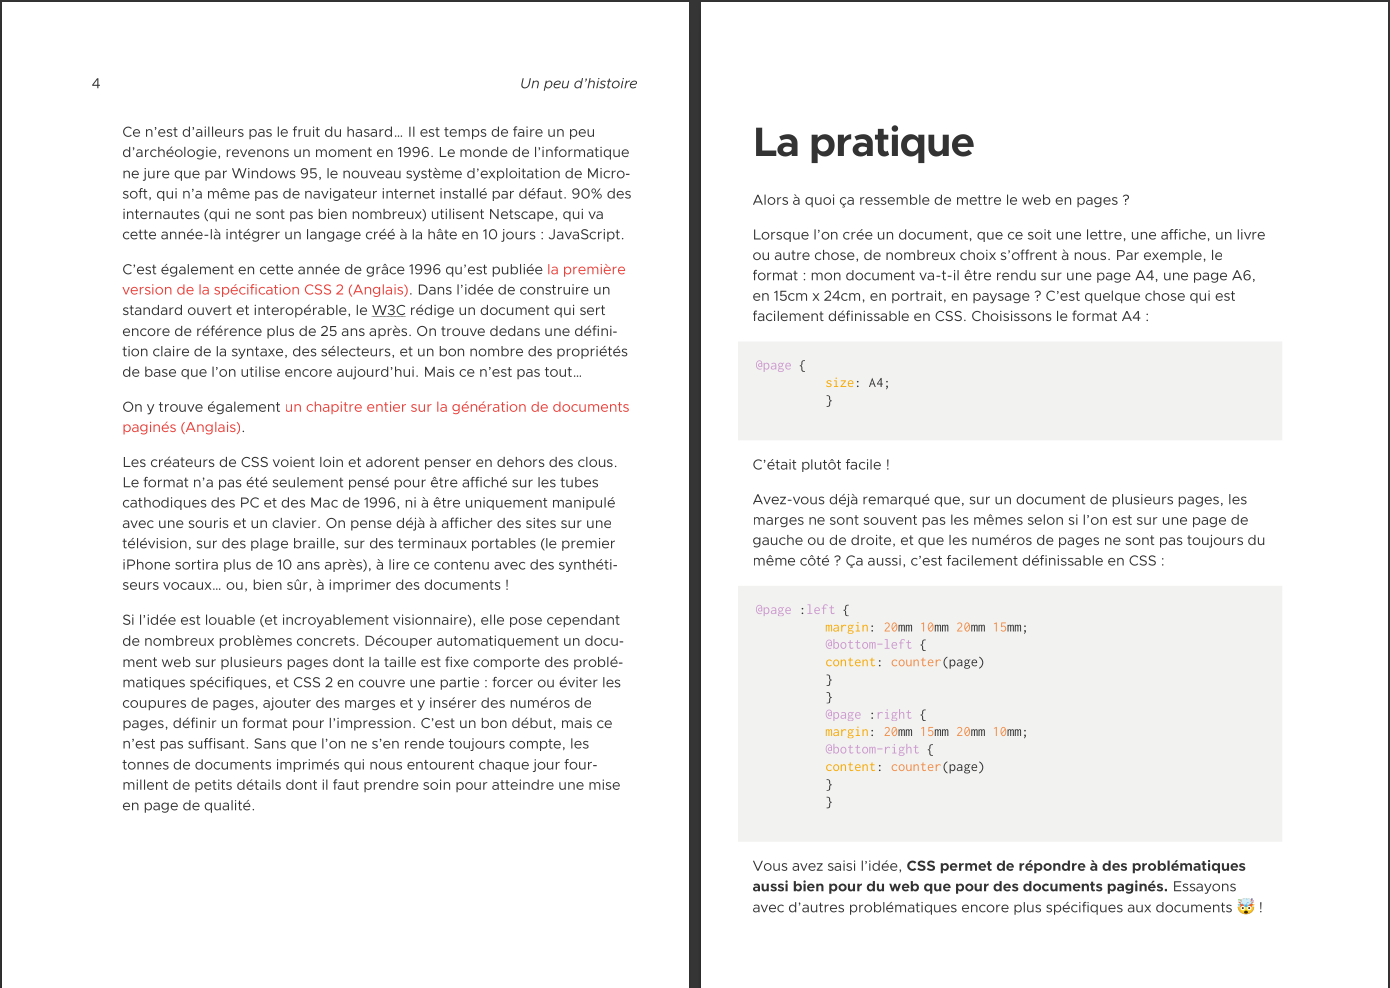 4
Un peu d’histoire
Ce n’est d’ailleurs pas le fruit du hasard… Il est temps de faire un peu
d’archéologie, revenons un moment en 1996. Le monde de l’informatique
ne jure que par Windows 95, le nouveau système d’exploitation de Micro-
soft, qui n’a même pas de navigateur internet installé par défaut. 90% des
internautes (qui ne sont pas bien nombreux) utilisent Netscape, qui va
cette année-là intégrer un langage créé à la hâte en 10 jours : JavaScript.
C’est également en cette année de grâce 1996 qu’est publiée la première
version de la spécification CSS 2 (Anglais). Dans l’idée de construire un
standard ouvert et interopérable, le W3C rédige un document qui sert
encore de référence plus de 25 ans après. On trouve dedans une défini-
tion claire de la syntaxe, des sélecteurs, et un bon nombre des propriétés
de base que l’on utilise encore aujourd’hui. Mais ce n’est pas tout…
On y trouve également un chapitre entier sur la génération de documents
paginés (Anglais).
Les créateurs de CSS voient loin et adorent penser en dehors des clous.
Le format n’a pas été seulement pensé pour être affiché sur les tubes
cathodiques des PC et des Mac de 1996, ni à être uniquement manipulé
avec une souris et un clavier. On pense déjà à afficher des sites sur une
télévision, sur des plage braille, sur des terminaux portables (le premier
iPhone sortira plus de 10 ans après), à lire ce contenu avec des synthéti-
seurs vocaux… ou, bien sûr, à imprimer des documents !
Si l’idée est louable (et incroyablement visionnaire), elle pose cependant
de nombreux problèmes concrets. Découper automatiquement un docu-
ment web sur plusieurs pages dont la taille est fixe comporte des problé-
matiques spécifiques, et CSS 2 en couvre une partie : forcer ou éviter les
coupures de pages, ajouter des marges et y insérer des numéros de
pages, définir un format pour l’impression. C’est un bon début, mais ce
n’est pas suffisant. Sans que l’on ne s’en rende toujours compte, les
tonnes de documents imprimés qui nous entourent chaque jour four-
millent de petits détails dont il faut prendre soin pour atteindre une mise
en page de qualité.
La pratique
Alors à quoi ça ressemble de mettre le web en pages ?
Lorsque l’on crée un document, que ce soit une lettre, une affiche, un livre
ou autre chose, de nombreux choix s’offrent à nous. Par exemple, le
format : mon document va-t-il être rendu sur une page A4, une page A6,
en 15cm x 24cm, en portrait, en paysage ? C’est quelque chose qui est
facilement définissable en CSS. Choisissons le format A4 :
@page {
size: A4;
}
C’était plutôt facile !
Avez-vous déjà remarqué que, sur un document de plusieurs pages, les
marges ne sont souvent pas les mêmes selon si l’on est sur une page de
gauche ou de droite, et que les numéros de pages ne sont pas toujours du
même côté ? Ça aussi, c’est facilement définissable en CSS :
@page :left {
margin: 20mm 10mm 20mm 15mm;
@bottom-left {
content: counter(page)
}
}
@page :right {
margin: 20mm 15mm 20mm 10mm;
@bottom-right {
content: counter(page)
}
}
Vous avez saisi l’idée, CSS permet de répondre à des problématiques
aussi bien pour du web que pour des documents paginés. Essayons
avec d’autres problématiques encore plus spécifiques aux documents 🤯 !